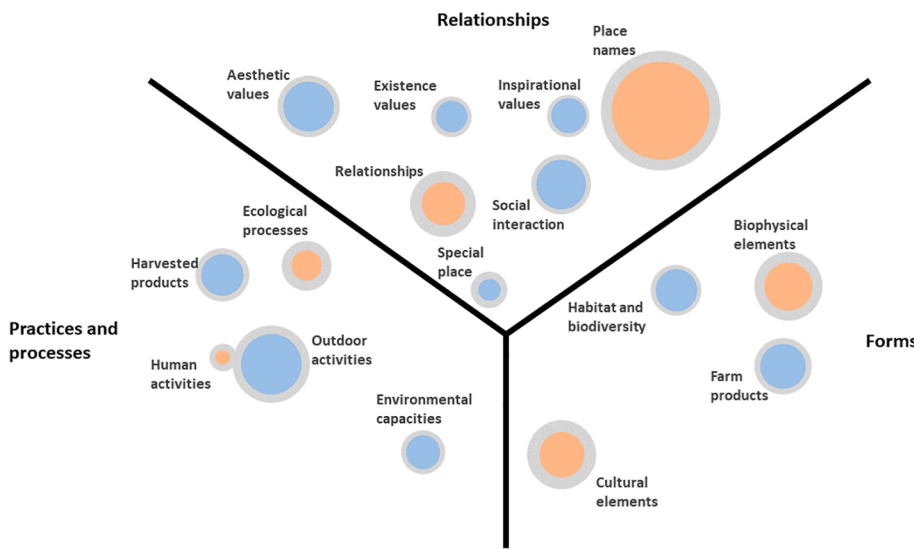 Relationships
Place
names
Aesthetic
values
Existence
values
Inspirational
values
Relationships
Social
interaction
Special
place
Ecological
processes
Harvested
products
Practices and
processes
Human
activities
Outdoor
activities
Environmental
capacities
Biophysical
elements
Habitat and
biodiversity
Forms
Farm
products
Cultural
elements